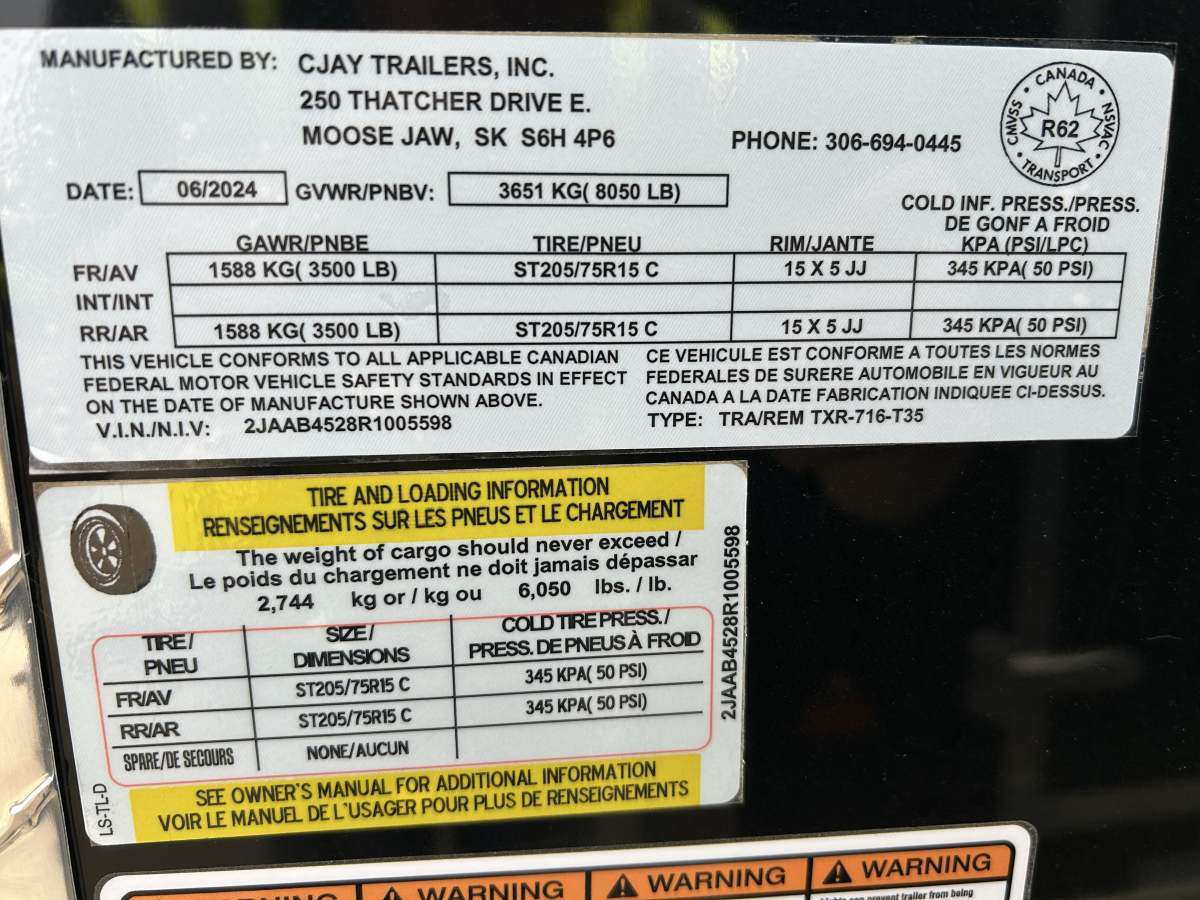 MANUFACTURED BY: CJAY TRAILERS, INC.
250 THATCHER DRIVE E.
MOOSE JAW, SK S6H 4P6
PHONE: 306-694-0445
CANADA
CMVSS
R62
NSVAC
TRANSPORT
DATE: 06/2024 GVWR/PNBV: 3651 KG( 8050 LB)
COLD INF. PRESS./PRESS.
DE GONF A FROID
GAWR/PNBE TIRE/PNEU RIM/JANTE KPA (PSI/LPC)
FR/AV 1588 KG( 3500 LB) ST205/75R15 C 15 X 5 JJ 345 KPA( 50 PSI)
INT/INT
RR/AR 1588 KG( 3500 LB) ST205/75R15 C 15 X 5 JJ 345 KPA( 50 PSI)
THIS VEHICLE CONFORMS TO ALL APPLICABLE CANADIAN
FEDERAL MOTOR VEHICLE SAFETY STANDARDS IN EFFECT
ON THE DATE OF MANUFACTURE SHOWN ABOVE.
CE VEHICULE EST CONFORME A TOUTES LES NORMES
FEDERALES DE SURERE AUTOMOBILE EN VIGUEUR AU
CANADA A LA DATE FABRICATION INDIQUEE CI-DESSUS.
V.I.N./N.I.V: 2JAAB4528R1005598
TYPE: TRA/REM TXR-716-T35
TIRE AND LOADING INFORMATION
RENSEIGNEMENTS SUR LES PNEUS ET LE CHARGEMENT
The weight of cargo should never exceed /
Le poids du chargement ne doit jamais dépassar
2,744 kg or / kg ou 6,050 lbs. / lb.
TIRE/ SIZE/ COLD TIRE PRESS./
PNEU DIMENSIONS PRESS. DE PNEUS À FROID
FR/AV ST205/75R15 C 345 KPA( 50 PSI)
RR/AR ST205/75R15 C 345 KPA( 50 PSI)
SPARE/DE SECOURS NONE/AUCUN
SEE OWNER'S MANUAL FOR ADDITIONAL INFORMATION
VOIR LE MANUEL DE L'USAGER POUR PLUS DE RENSEIGNEMENTS
LS-TL-D
2JAAB4528R1005598
WARNING WARNING WARNING WARNING
prevent trailer from being